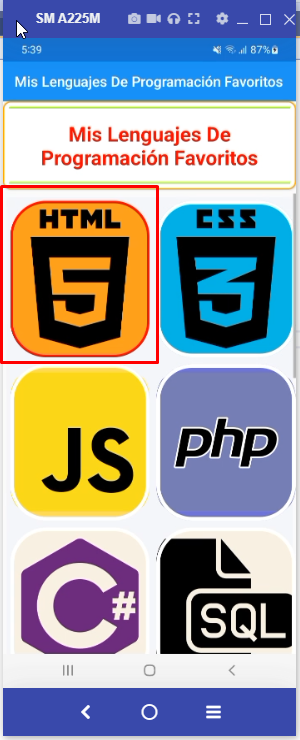 SM A225M
5:39
87%
Mis Lenguajes De Programación Favoritos
Mis Lenguajes De
Programación Favoritos
HTML
5
CSS
3
JS
php
C#
SQL